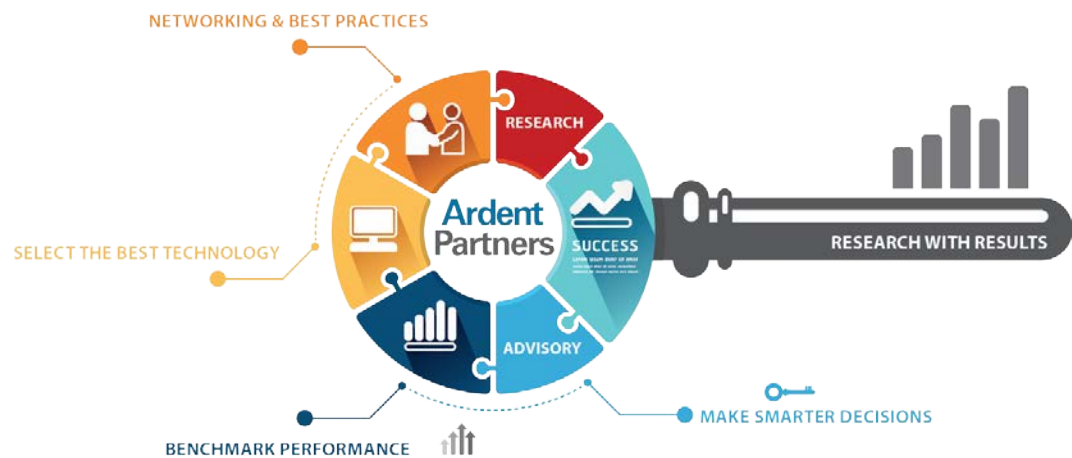 NETWORKING & BEST PRACTICES
RESEARCH
Ardent
Partners
SUCCESS
SELECT THE BEST TECHNOLOGY
RESEARCH WITH RESULTS
ADVISORY
MAKE SMARTER DECISIONS
BENCHMARK PERFORMANCE